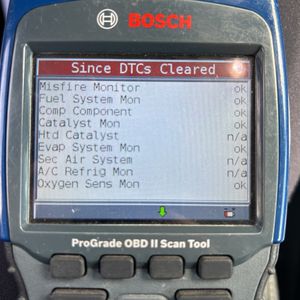 BOSCH
Since DTCs Cleared
Misfire Monitor ok
Fuel System Mon ok
Comp Component ok
Catalyst Mon ok
Htd Catalyst n/a
Evap System Mon ok
Sec Air System n/a
A/C Refrig Mon n/a
Oxygen Sens Mon ok
ProGrade OBD II Scan Tool